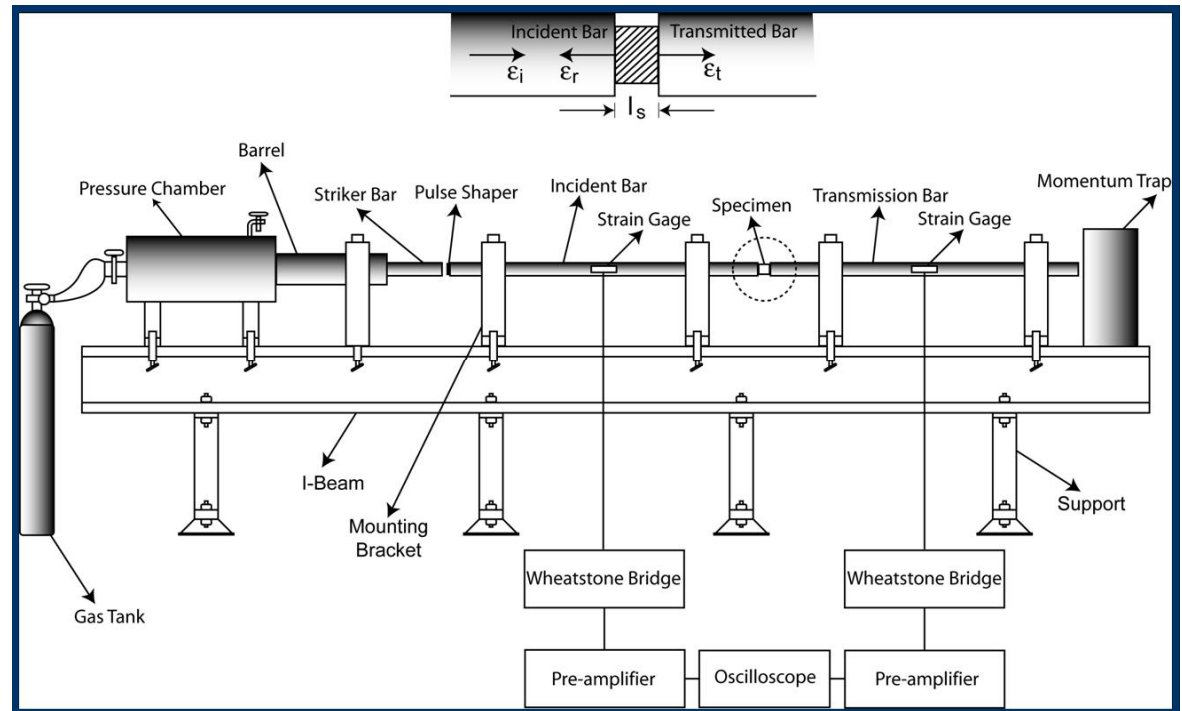 Incident Bar
Transmitted Bar
εi
εr
εt
ls
Barrel
Pressure Chamber
Striker Bar
Pulse Shaper
Incident Bar
Strain Gage
Specimen
Transmission Bar
Strain Gage
Momentum Trap
I-Beam
Mounting
Bracket
Support
Gas Tank
Wheatstone Bridge
Wheatstone Bridge
Pre-amplifier
Oscilloscope
Pre-amplifier